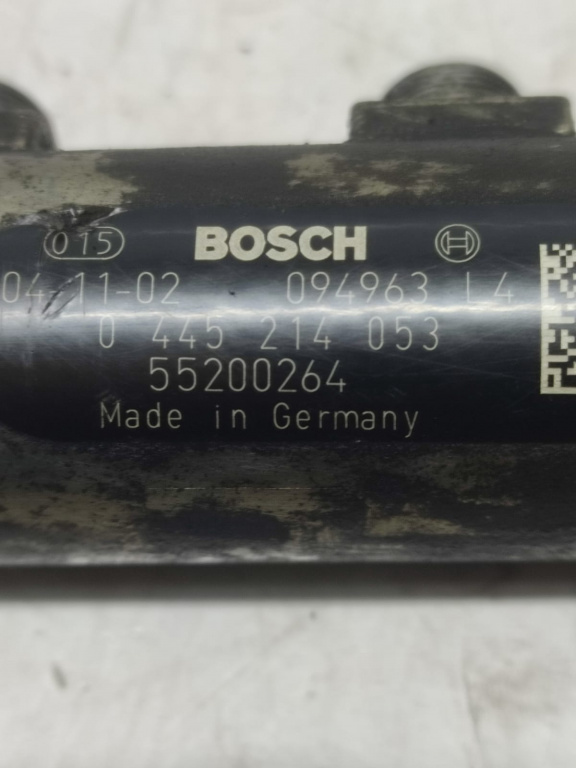 015 BOSCH
04-11-02 094963 L4
0 445 214 053
55200264
Made in Germany